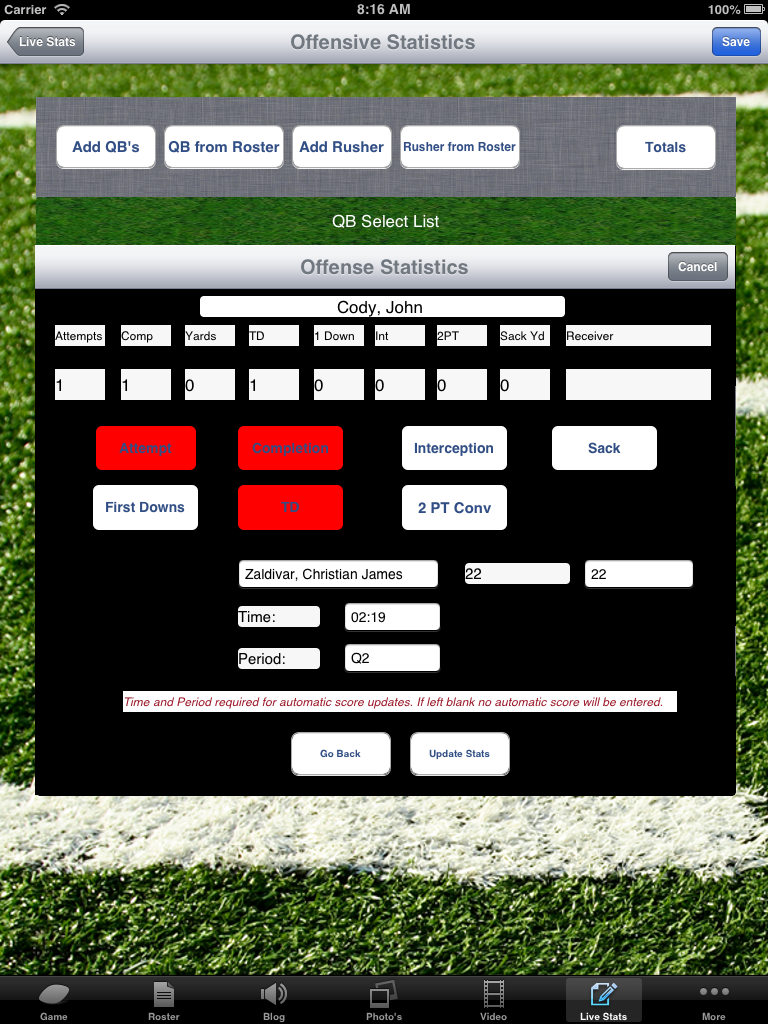 Carrier 8:16 AM 100%
Live Stats Offensive Statistics Save
Add QB's QB from Roster Add Rusher Rusher from Roster Totals
QB Select List
Offense Statistics Cancel
Cody, John
Attempts Comp Yards TD 1 Down Int 2PT Sack Yd Receiver
1 1 0 1 0 0 0 0
Attempt Completion Interception Sack
First Downs TD 2 PT Conv
Zaldivar, Christian James 22 22
Time: 02:19
Period: Q2
Time and Period required for automatic score updates. If left blank no automatic score will be entered.
Go Back Update Stats
Game Roster Blog Photo's Video Live Stats More